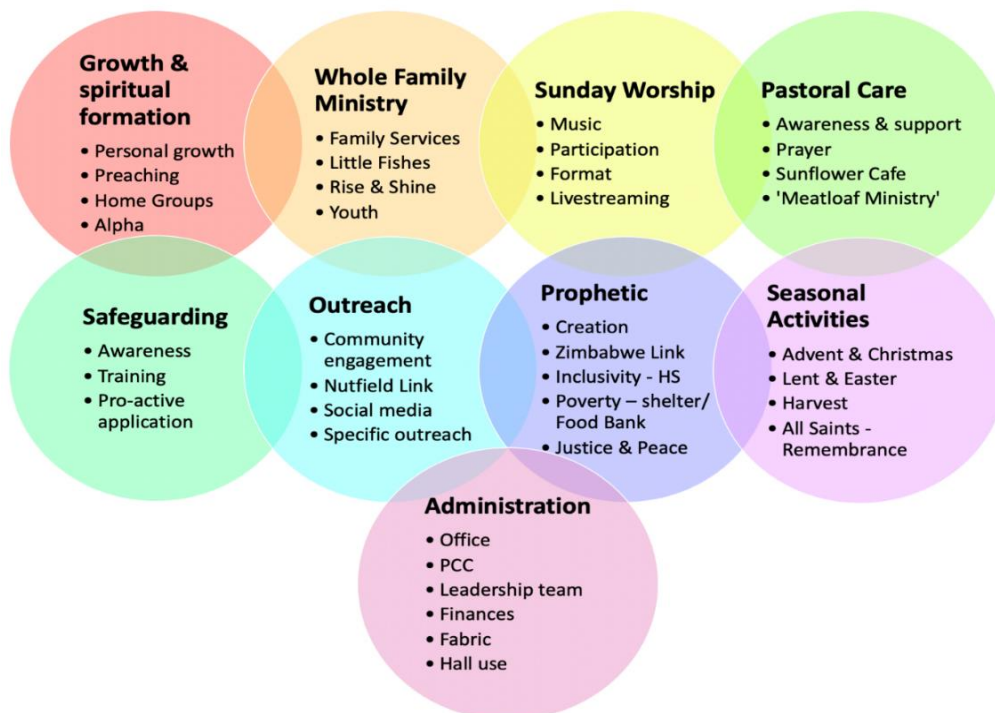 Growth &
spiritual
formation
• Personal growth
• Preaching
• Home Groups
• Alpha
Whole Family
Ministry
• Family Services
• Little Fishes
• Rise & Shine
• Youth
Sunday Worship
• Music
• Participation
• Format
• Livestreaming
Pastoral Care
• Awareness & support
• Prayer
• Sunflower Cafe
• 'Meatloaf Ministry'
Safeguarding
• Awareness
• Training
• Pro-active
application
Outreach
• Community
engagement
• Nutfield Link
• Social media
• Specific outreach
Prophetic
• Creation
• Zimbabwe Link
• Inclusivity - HS
• Poverty – shelter/
Food Bank
• Justice & Peace
Seasonal
Activities
• Advent & Christmas
• Lent & Easter
• Harvest
• All Saints -
Remembrance
Administration
• Office
• PCC
• Leadership team
• Finances
• Fabric
• Hall use